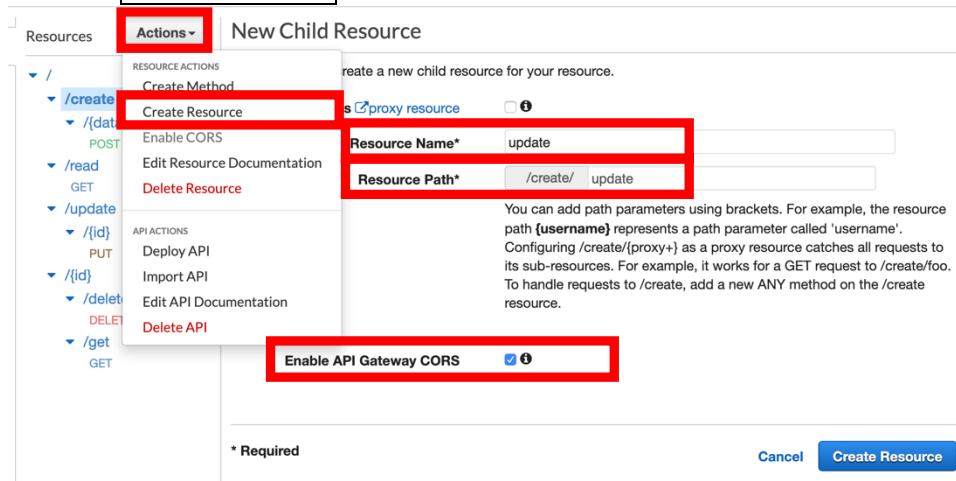 Resources
Actions
New Child Resource
/
/create
POST
/read
GET
/update
/{id}
PUT
/{id}
DELET
/get
GET
RESOURCE ACTIONS
Create Method
Create Resource
Enable CORS
Edit Resource Documentation
Delete Resource
API ACTIONS
Deploy API
Import API
Edit API Documentation
Delete API
reate a new child resource for your resource.
s proxy resource
Resource Name* update
Resource Path* /create/ update
You can add path parameters using brackets. For example, the resource
path {username} represents a path parameter called 'username'.
Configuring /create/{proxy+} as a proxy resource catches all requests to
its sub-resources. For example, it works for a GET request to /create/foo.
To handle requests to /create, add a new ANY method on the /create
resource.
Enable API Gateway CORS
* Required
Cancel
Create Resource